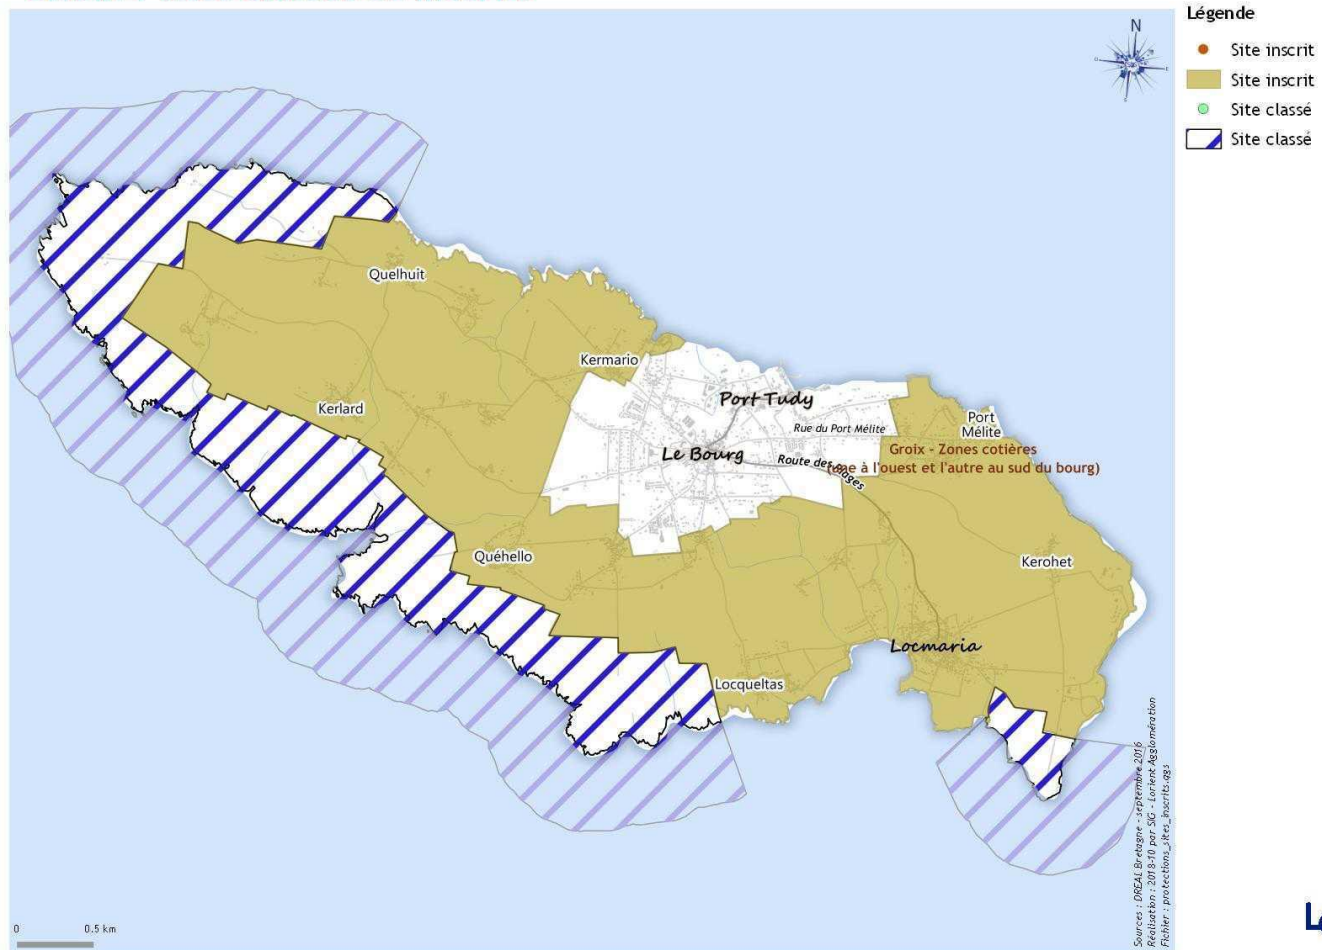 Légende
Site inscrit
Site inscrit
Site classé
Site classé
N
Quelhuit
Kermario
Kerlard
Port Tudy
Rue du Port Mélite
Port
Mélite
Le Bourg
Route des Plages
Groix - Zones cotières
(une à l'ouest et l'autre au sud du bourg)
Quéhello
Kerohet
Locmaria
Locqueltas
Sources : DREAL Bretagne - septembre 2016
Réalisation : 2018-10 par SIG - Lorient Agglomération
Fichier : protections_sites_inscrits.qgs
0 0.5 km